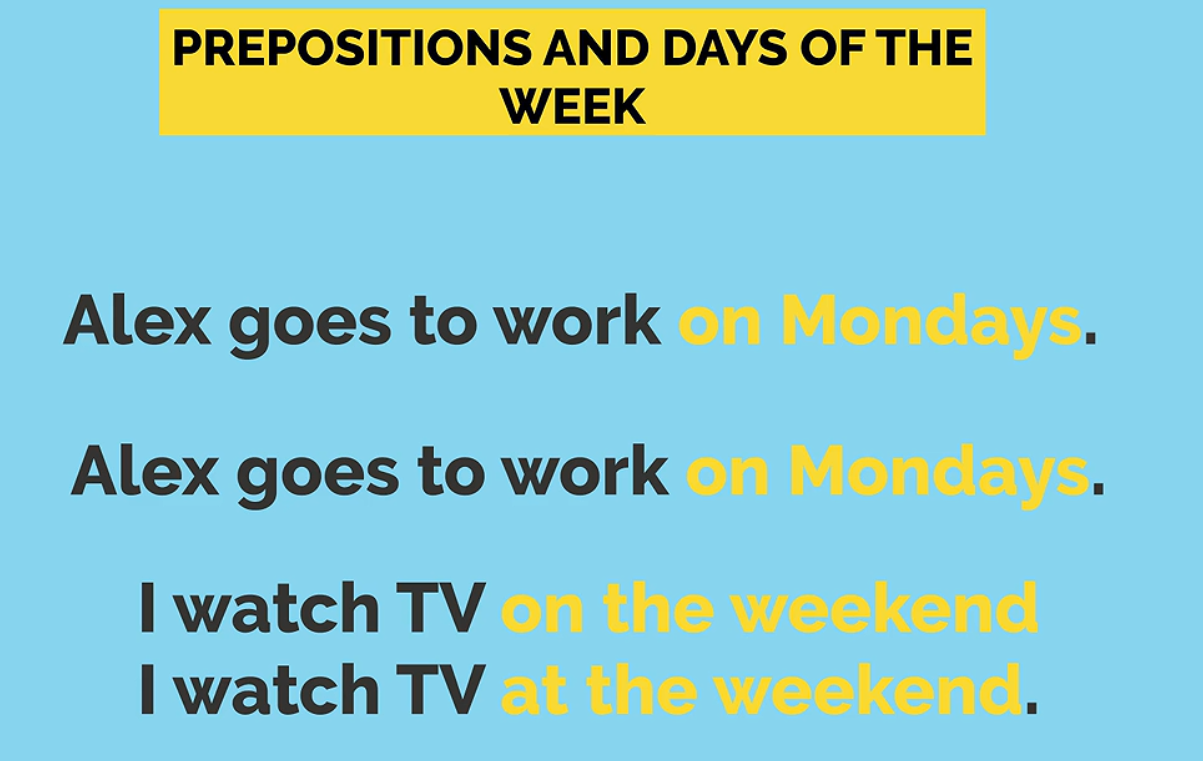 PREPOSITIONS AND DAYS OF THE
WEEK
Alex goes to work on Mondays.
Alex goes to work on Mondays.
I watch TV on the weekend
I watch TV at the weekend.